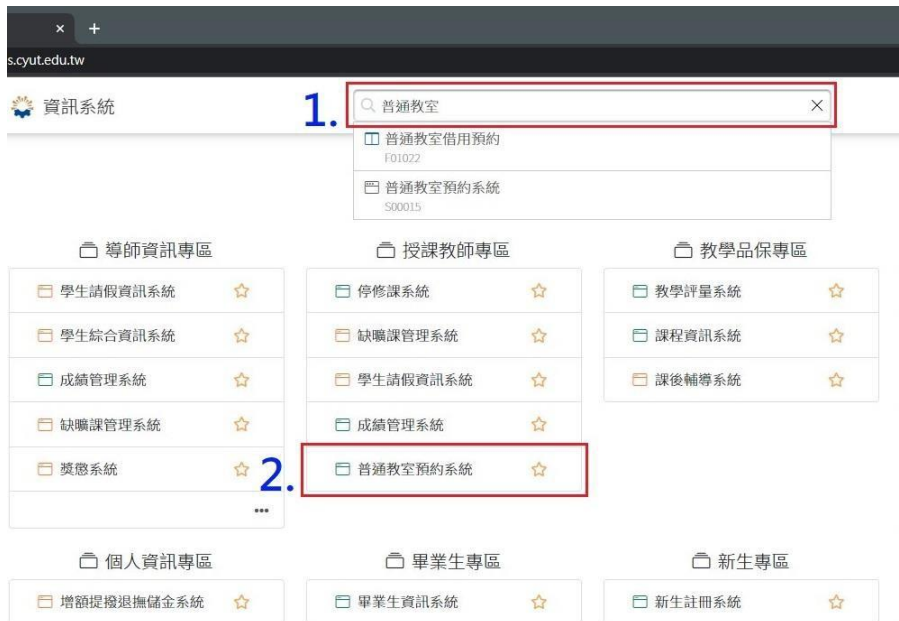 s.cyut.edu.tw
資訊系統
1.
普通教室
普通教室借用預約
F01022
普通教室預約系統
S00015
導師資訊專區
學生請假資訊系統
學生綜合資訊系統
成績管理系統
缺曠課管理系統
獎懲系統
授課教師專區
停修課系統
缺曠課管理系統
學生請假資訊系統
成績管理系統
2.
普通教室預約系統
教學品保專區
教學評量系統
課程資訊系統
課後輔導系統
個人資訊專區
增額提撥退撫儲金系統
畢業生專區
畢業生資訊系統
新生專區
新生註冊系統